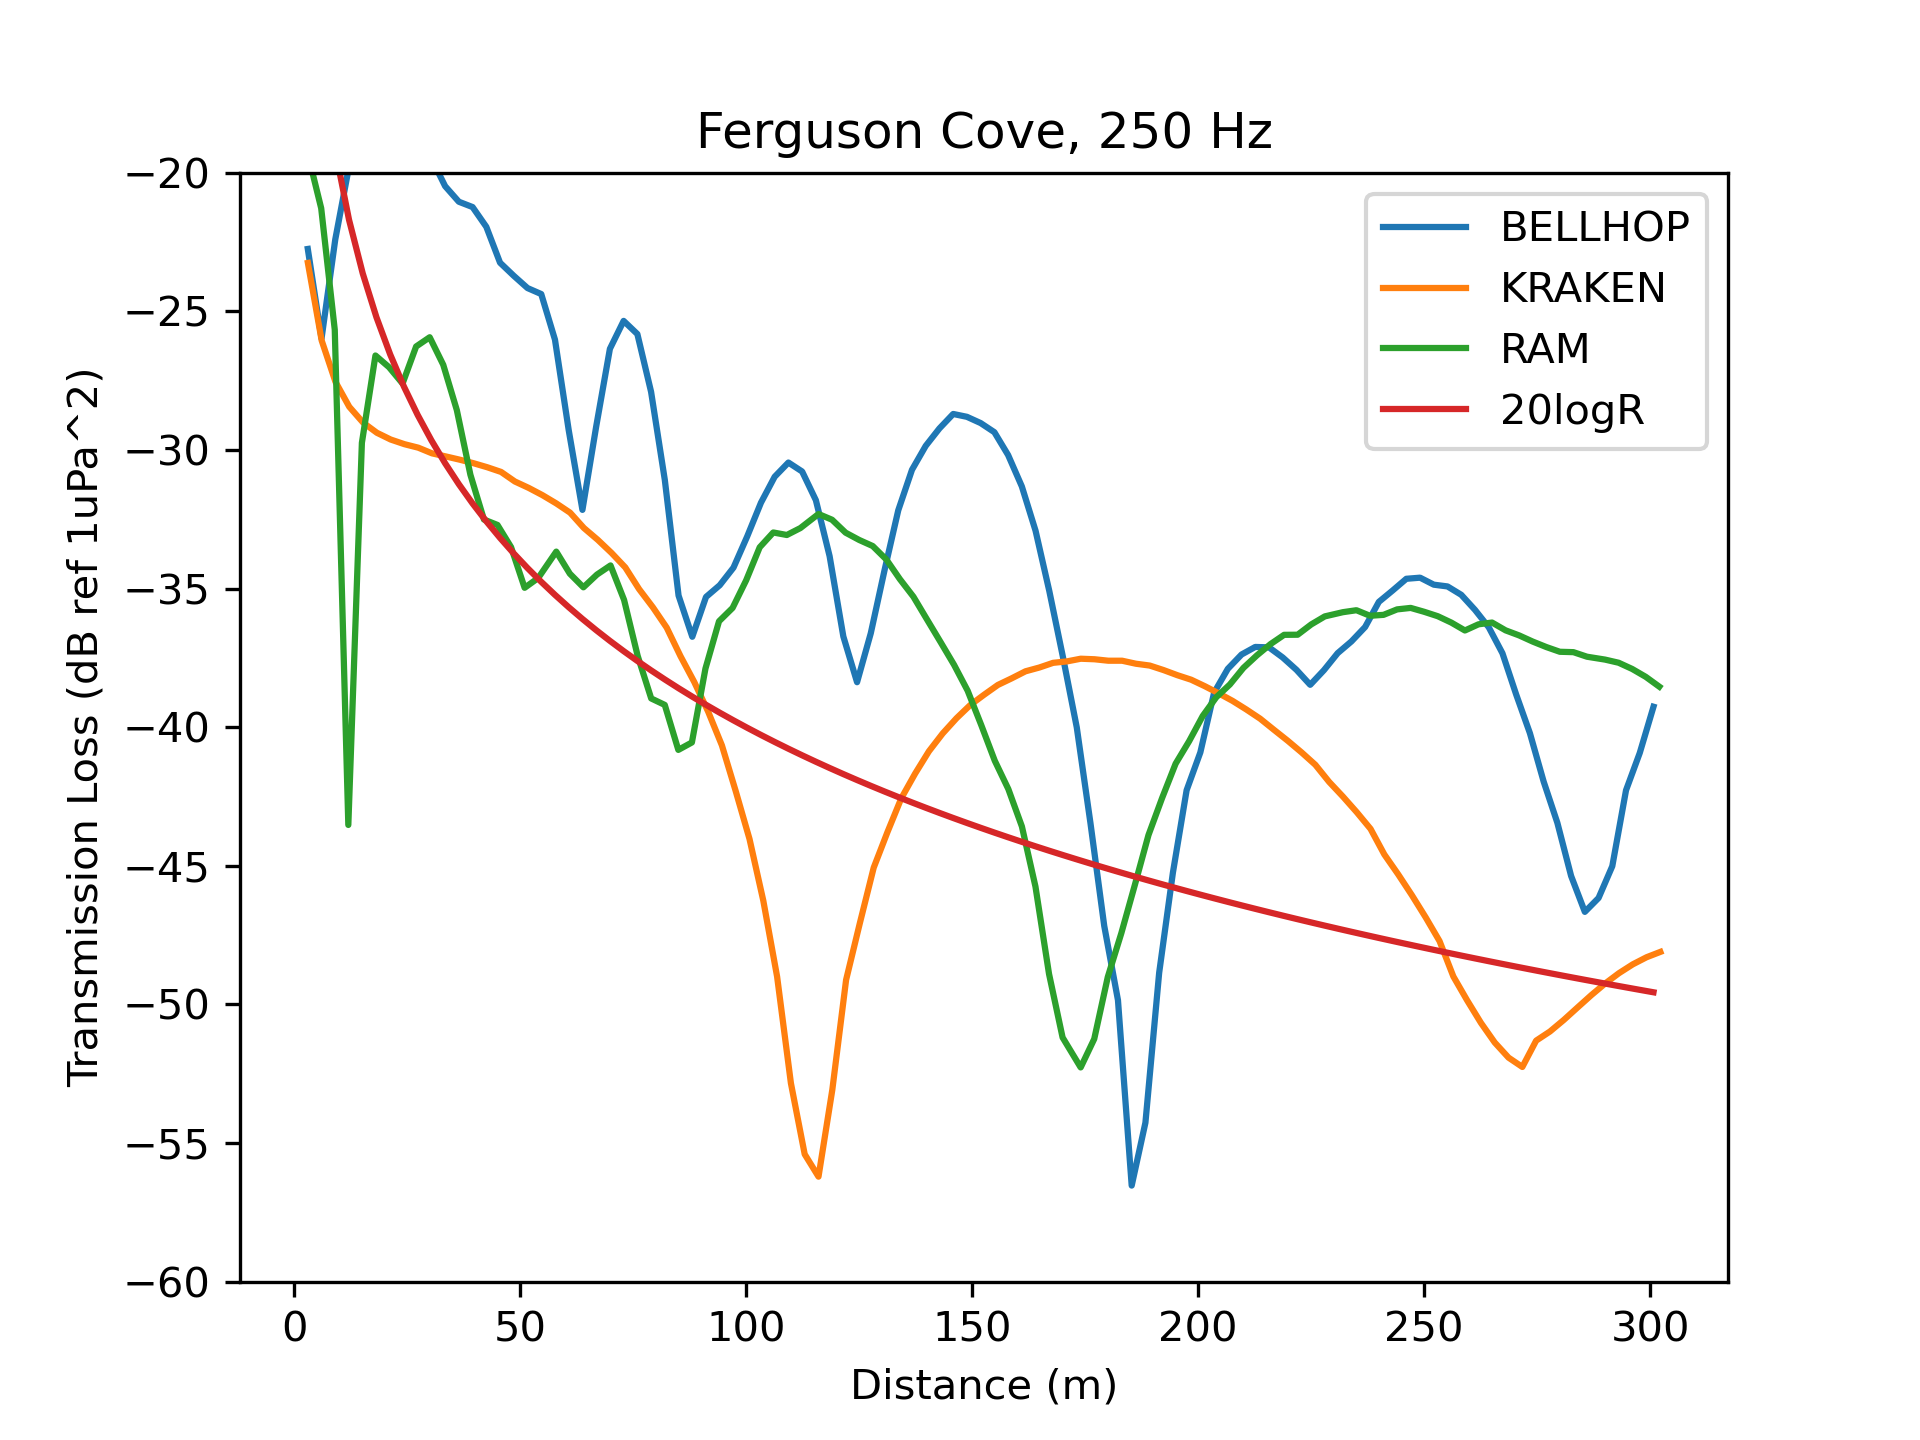 Ferguson Cove, 250 Hz
Transmission Loss (dB ref 1uPa^2)
−20
−25
−30
−35
−40
−45
−50
−55
−60
BELLHOP
KRAKEN
RAM
20logR
0 50 100 150 200 250 300
Distance (m)